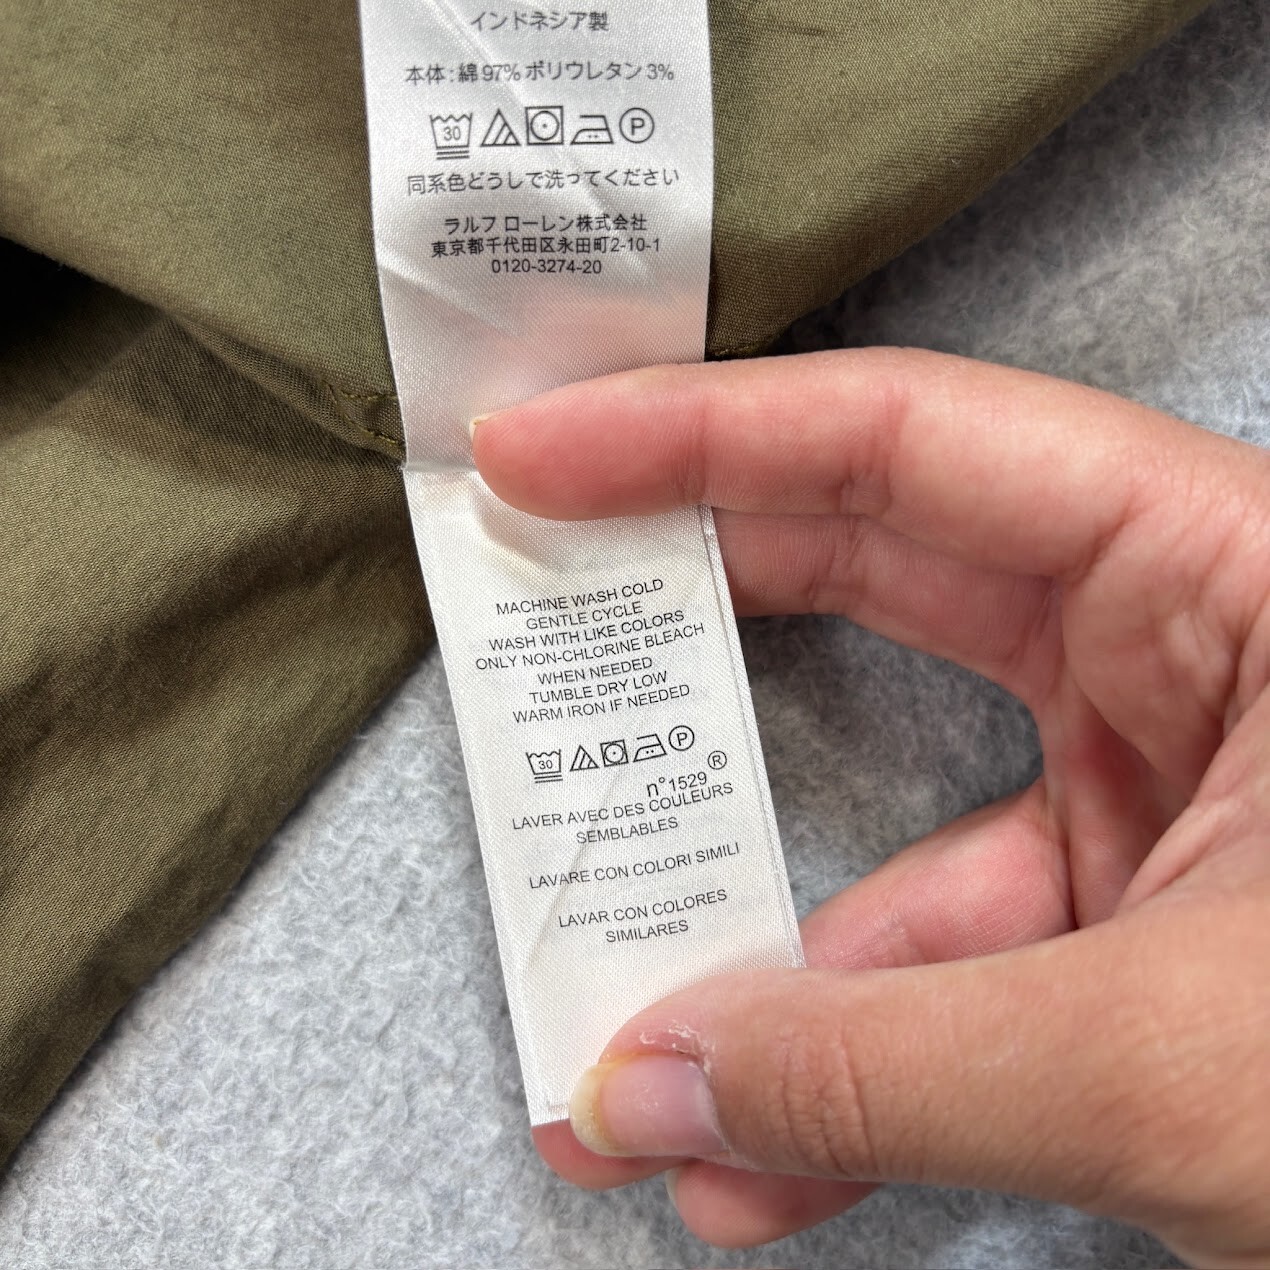 インドネシア製
本体:綿97% ポリウレタン3%
30 P
同系色どうしで洗ってください
ラルフ ローレン株式会社
東京都千代田区永田町2-10-1
0120-3274-20
MACHINE WASH COLD
GENTLE CYCLE
WASH WITH LIKE COLORS
ONLY NON-CHLORINE BLEACH
WHEN NEEDED
TUMBLE DRY LOW
WARM IRON IF NEEDED
30 P
®
n°1529
LAVER AVEC DES COULEURS
SEMBLABLES
LAVARE CON COLORI SIMILI
LAVAR CON COLORES
SIMILARES